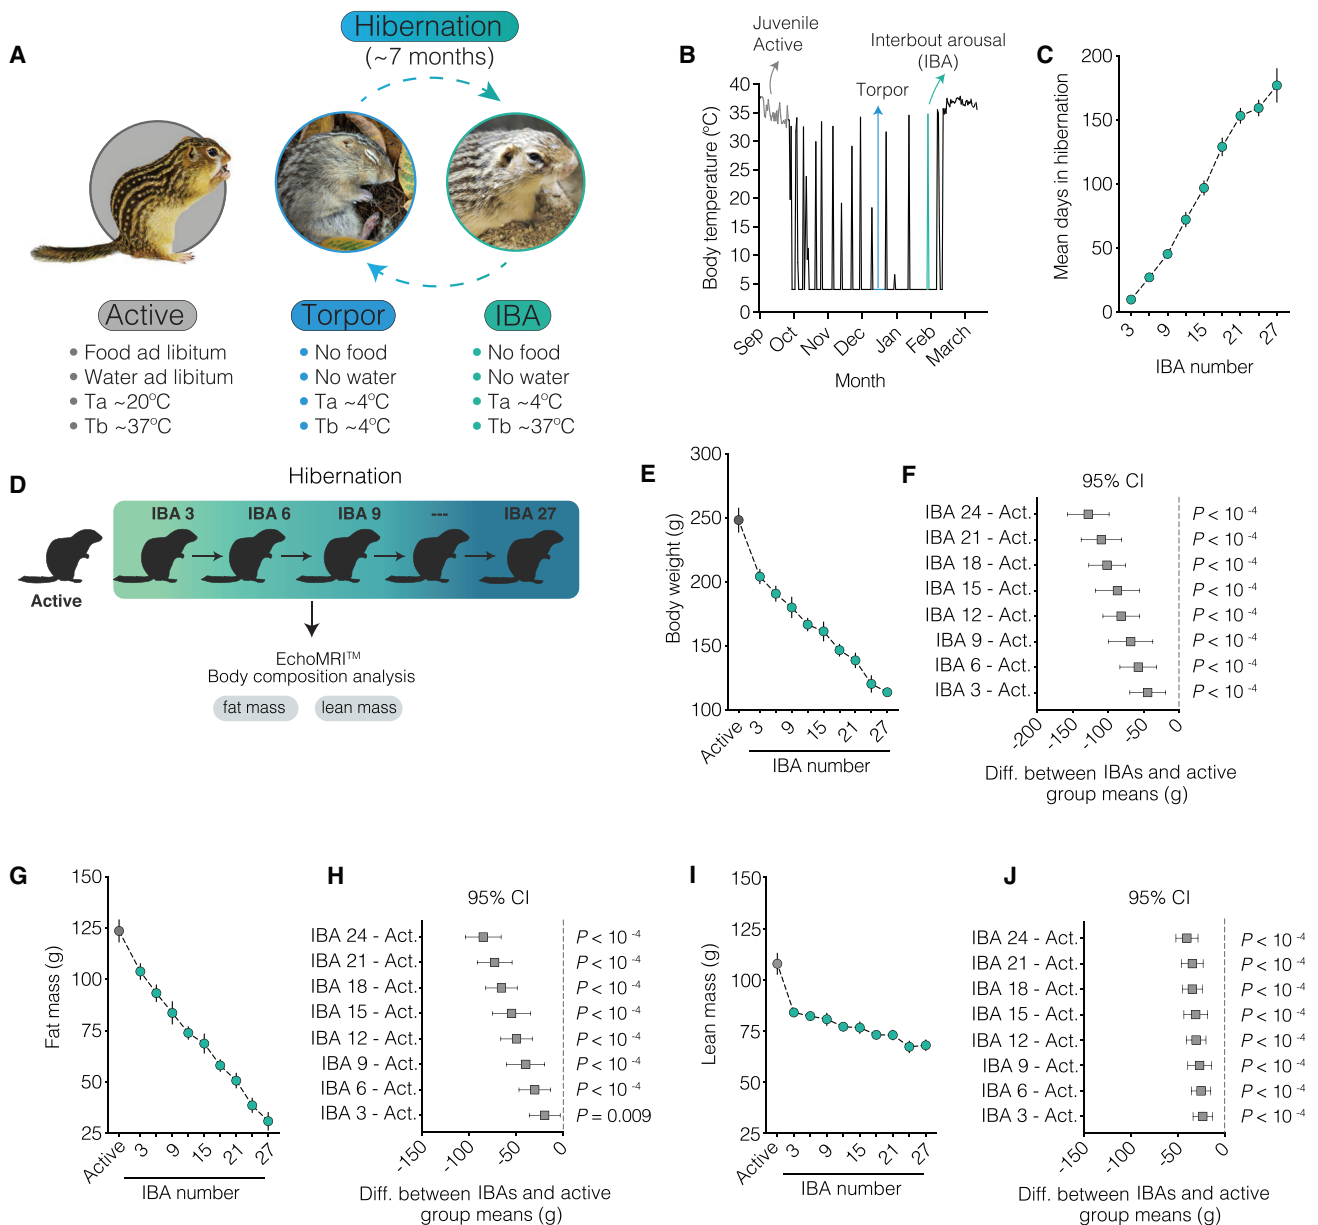 A
Hibernation
(~7 months)
Active
Food ad libitum
Water ad libitum
Ta ~20ºC
Tb ~37ºC
Torpor
No food
No water
Ta ~4ºC
Tb ~4ºC
IBA
No food
No water
Ta ~4ºC
Tb ~37ºC
B
Juvenile
Active
Interbout arousal
(IBA)
Torpor
Body temperature (ºC)
40
35
30
25
20
15
10
5
0
Sep
Oct
Nov
Dec
Jan
Feb
March
Month
C
Mean days in hibernation
200
150
100
50
0
3
9
15
21
27
IBA number
D
Hibernation
IBA 3
IBA 6
IBA 9
---
IBA 27
Active
EchoMRI™
Body composition analysis
fat mass
lean mass
E
Body weight (g)
300
250
200
150
100
Active
3
9
15
21
27
IBA number
F
95% CI
IBA 24 - Act. P < 10 -4
IBA 21 - Act. P < 10 -4
IBA 18 - Act. P < 10 -4
IBA 15 - Act. P < 10 -4
IBA 12 - Act. P < 10 -4
IBA 9 - Act. P < 10 -4
IBA 6 - Act. P < 10 -4
IBA 3 - Act. P < 10 -4
-200
-150
-100
-50
0
Diff. between IBAs and active
group means (g)
G
Fat mass (g)
150
125
100
75
50
25
Active
3
9
15
21
27
IBA number
H
95% CI
IBA 24 - Act. P < 10 -4
IBA 21 - Act. P < 10 -4
IBA 18 - Act. P < 10 -4
IBA 15 - Act. P < 10 -4
IBA 12 - Act. P < 10 -4
IBA 9 - Act. P < 10 -4
IBA 6 - Act. P < 10 -4
IBA 3 - Act. P = 0.009
-150
-100
-50
0
Diff. between IBAs and active
group means (g)
I
Lean mass (g)
150
125
100
75
50
25
Active
3
9
15
21
27
IBA number
J
95% CI
IBA 24 - Act. P < 10 -4
IBA 21 - Act. P < 10 -4
IBA 18 - Act. P < 10 -4
IBA 15 - Act. P < 10 -4
IBA 12 - Act. P < 10 -4
IBA 9 - Act. P < 10 -4
IBA 6 - Act. P < 10 -4
IBA 3 - Act. P < 10 -4
-150
-100
-50
0
Diff. between IBAs and active
group means (g)